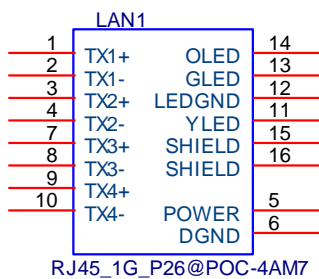 LAN1
1 TX1+ OLED 14
2 TX1- GLED 13
3 TX2+ LEDGND 12
4 TX2- YLED 11
7 TX3+ SHIELD 15
8 TX3- SHIELD 16
9 TX4+
10 TX4- POWER 5
DGND 6
RJ45_1G_P26@POC-4AM7